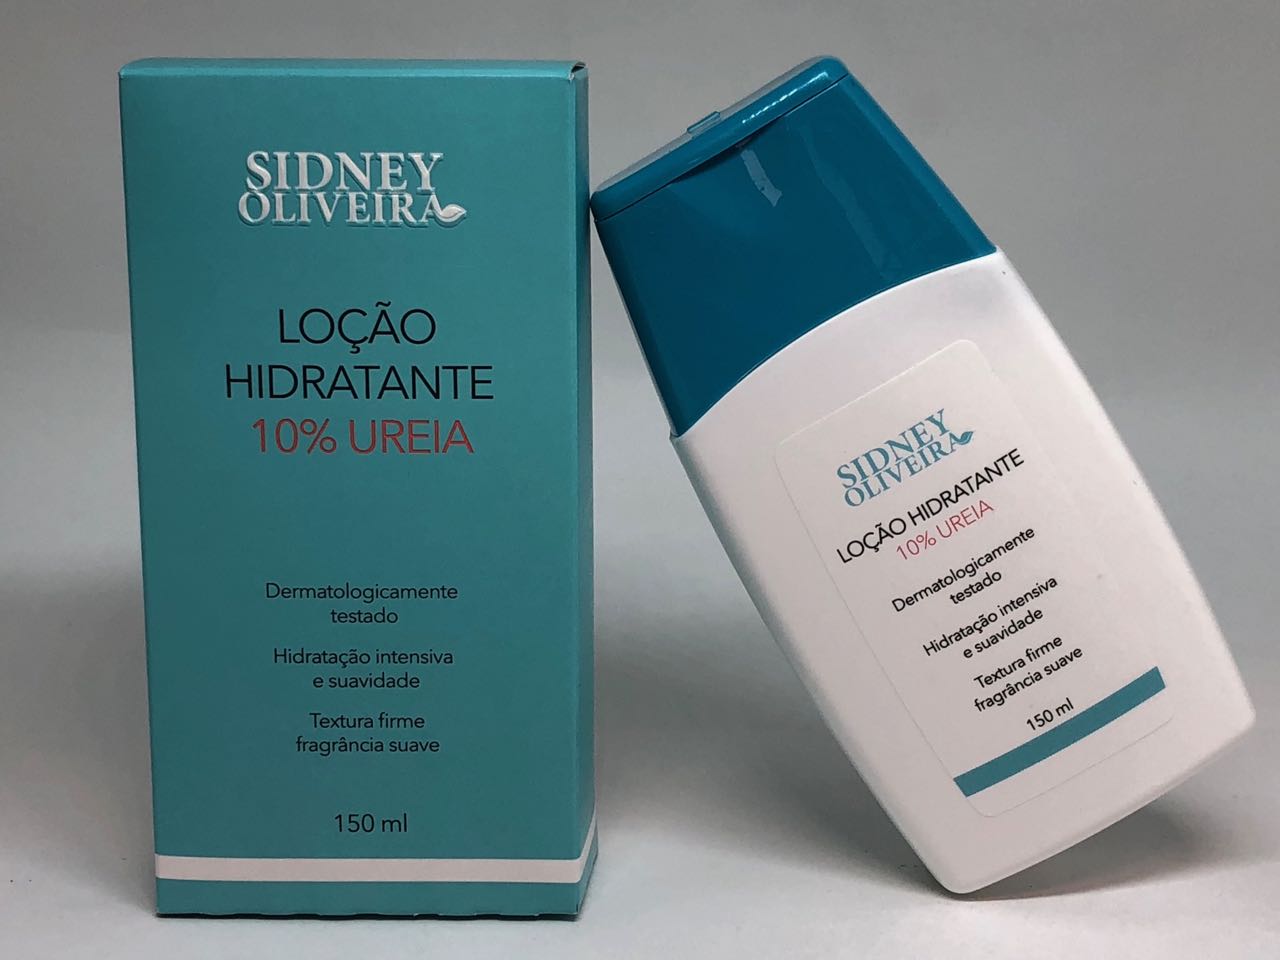 SIDNEY
OLIVEIRA
LOÇÃO
HIDRATANTE
10% UREIA
Dermatologicamente
testado
Hidratação intensiva
e suavidade
Textura firme
fragrância suave
150 ml
SIDNEY
OLIVEIRA
LOÇÃO HIDRATANTE
10% UREIA
Dermatologicamente
testado
Hidratação intensiva
e suavidade
Textura firme
fragrância suave
150 ml